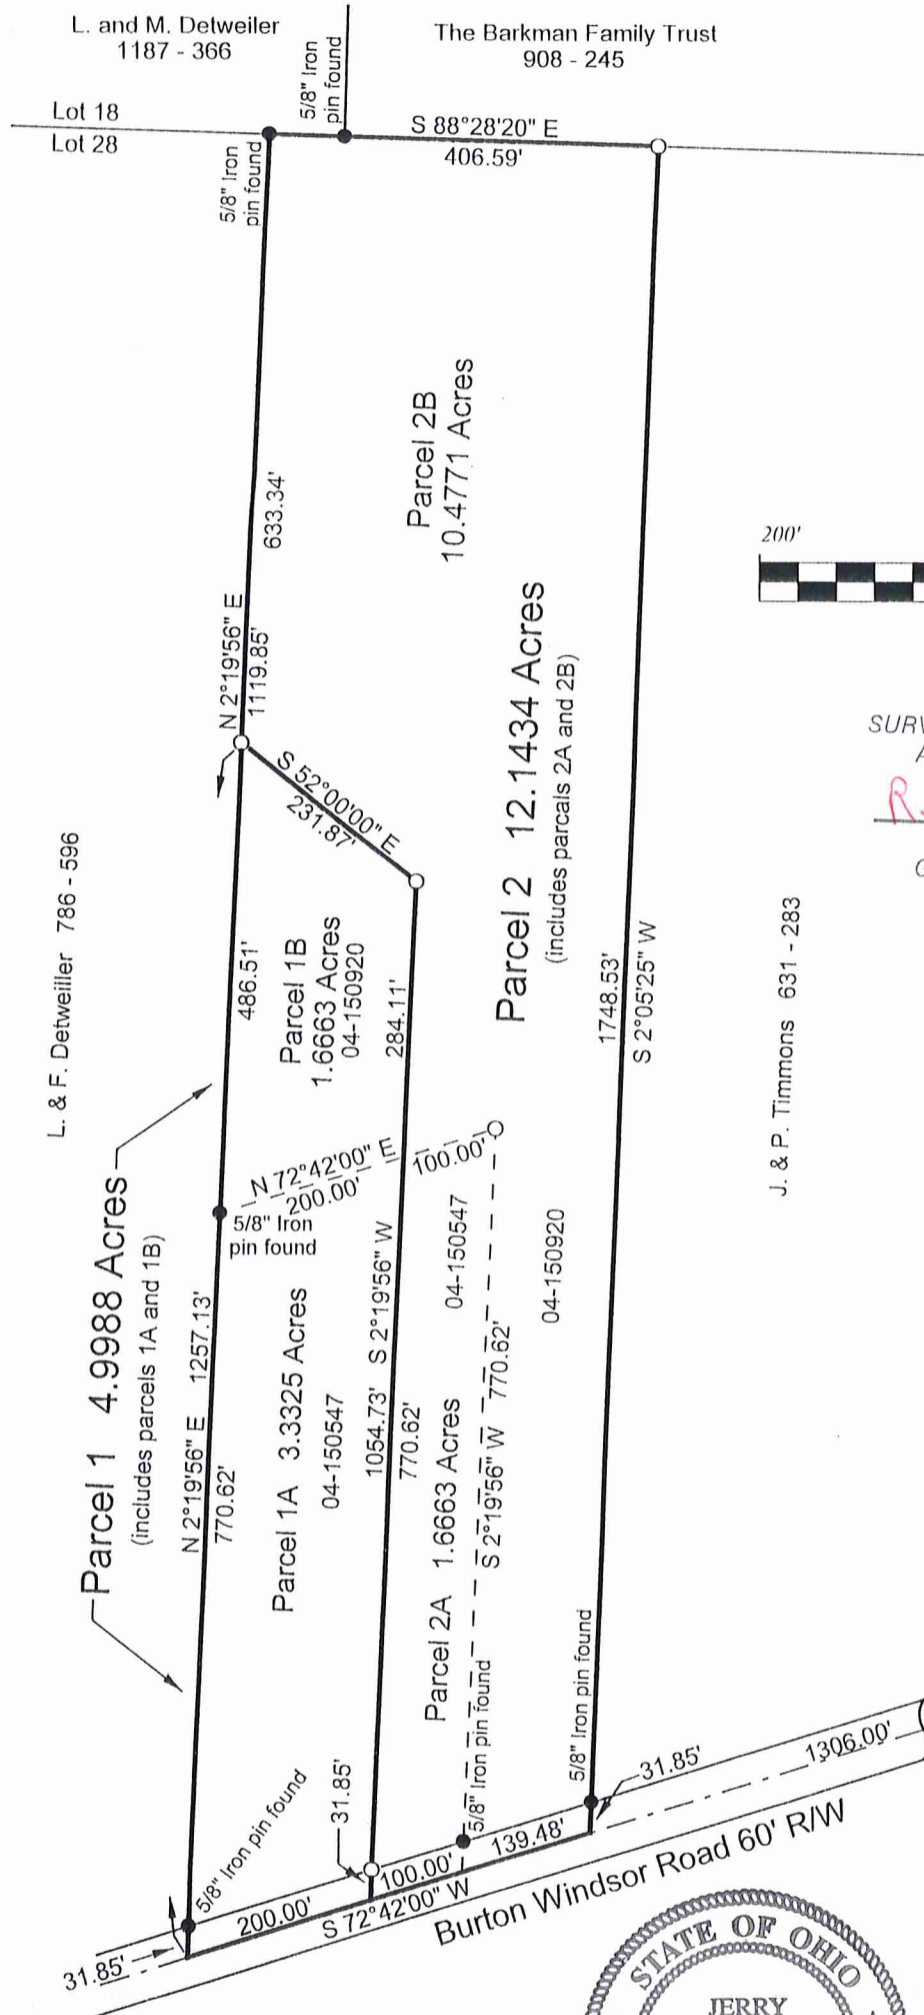 L. and M. Detweiler
1187 - 366
5/8" Iron
pin found
The Barkman Family Trust
908 - 245
Lot 18
Lot 28
S 88°28'20" E
406.59'
5/8" Iron
pin found
633.34'
Parcel 2B
10.4771 Acres
N 2°19'56" E
1119.85'
200'
S 52°00'00" E
231.87'
Parcel 2 12.1434 Acres
(includes parcals 2A and 2B)
SURV
R.
L. & F. Detweiller 786 - 596
486.51'
Parcel 1B
1.6663 Acres
04-150920
284.11'
1748.53'
S 2°05'25" W
J. & P. Timmons 631 - 283
N 72°42'00" E
200.00'
100.00'
5/8" Iron
pin found
Parcel 1 4.9988 Acres
(includes parcels 1A and 1B)
N 2°19'56" E 1257.13'
770.62'
Parcel 1A 3.3325 Acres
04-150547
1054.73' S 2°19'56" W
770.62'
04-150547
Parcel 2A 1.6663 Acres
S 2°19'56" W 770.62'
04-150920
5/8" Iron pin found
5/8" Iron pin found
5/8" Iron pin found
31.85'
31.85'
1306.00'
139.48'
100.00'
200.00'
S 72°42'00" W
31.85'
Burton Windsor Road 60' R/W
STATE OF OHIO
JERRY